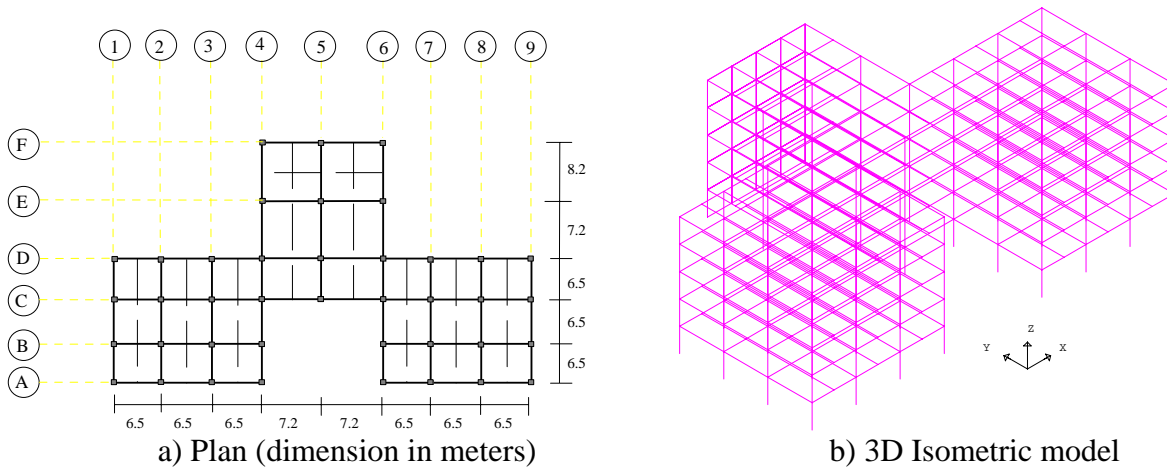 1 2 3 4 5 6 7 8 9
F
8.2
E
7.2
D
6.5
C
6.5
B
6.5
A
6.5 6.5 6.5 7.2 7.2 6.5 6.5 6.5
a) Plan (dimension in meters)
Z
Y X
b) 3D Isometric model